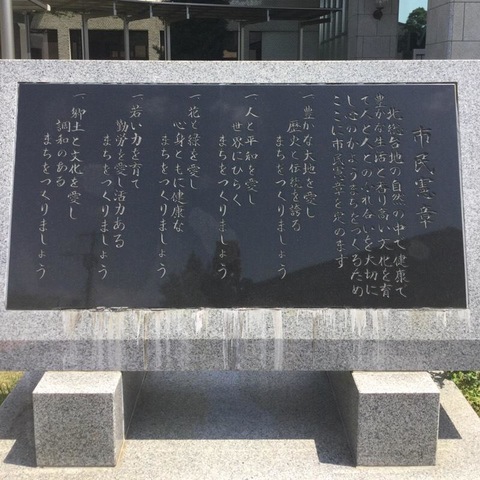 市民憲章
北総台地の自然の中で健康で
豊かな生活と香り高い文化を育
て人と人とのふれあいを大切に
し心のかようまちをつくるため
ここに市民憲章を定めます
一 豊かな大地を愛し
歴史と伝統を誇る
まちをつくりましょう
一 人と平和を愛し
世界にひらく
まちをつくりましょう
一 花と緑を愛し
心身ともに健康な
まちをつくりましょう
一 若い力を育て
勤労を愛し活力ある
まちをつくりましょう
一 郷土と文化を愛し
調和のある
まちをつくりましょう